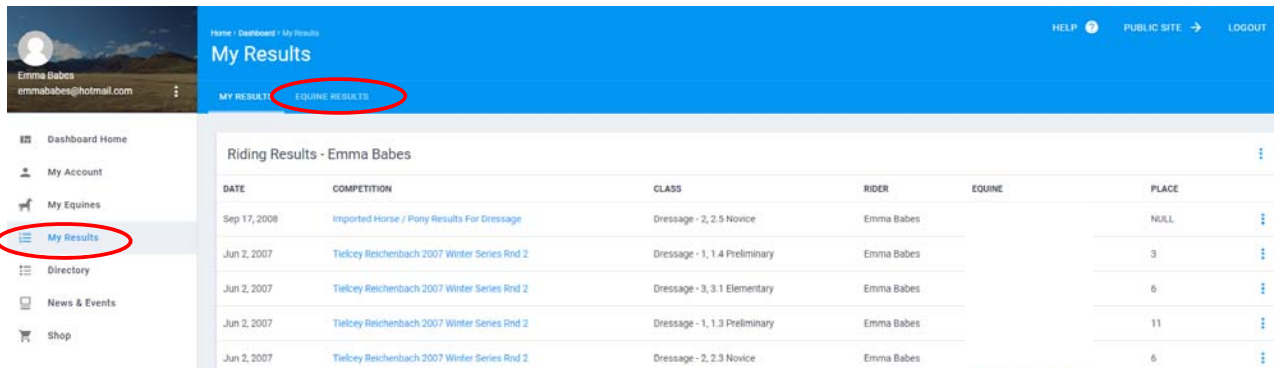 Home › Dashboard › My Results
HELP ? PUBLIC SITE → LOGOUT
My Results
Emma Babes
emmababes@hotmail.com
MY RESULTS EQUINE RESULTS
Dashboard Home
My Account
My Equines
My Results
Directory
News & Events
Shop
Riding Results - Emma Babes
DATE COMPETITION CLASS RIDER EQUINE PLACE
Sep 17, 2008 Imported Horse / Pony Results For Dressage Dressage - 2, 2.5 Novice Emma Babes NULL
Jun 2, 2007 Tielcey Reichenbach 2007 Winter Series Rnd 2 Dressage - 1, 1.4 Preliminary Emma Babes 3
Jun 2, 2007 Tielcey Reichenbach 2007 Winter Series Rnd 2 Dressage - 3, 3.1 Elementary Emma Babes 6
Jun 2, 2007 Tielcey Reichenbach 2007 Winter Series Rnd 2 Dressage - 1, 1.3 Preliminary Emma Babes 11
Jun 2, 2007 Tielcey Reichenbach 2007 Winter Series Rnd 2 Dressage - 2, 2.3 Novice Emma Babes 6